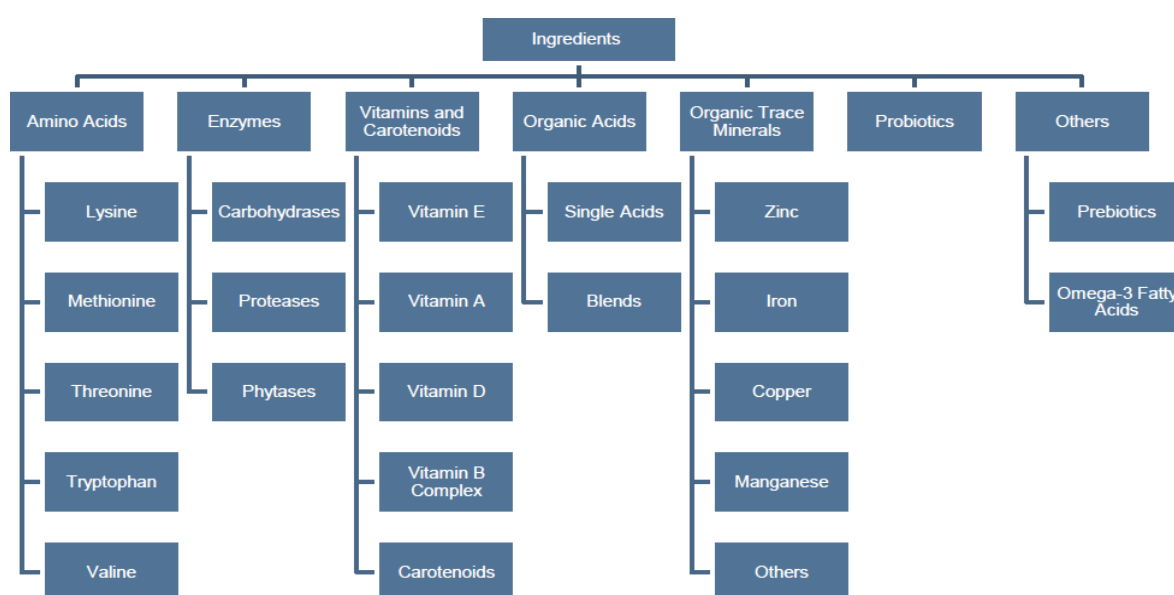 Ingredients
Amino Acids
Enzymes
Vitamins and
Carotenoids
Organic Acids
Organic Trace
Minerals
Probiotics
Others
Lysine
Carbohydrases
Vitamin E
Single Acids
Zinc
Prebiotics
Methionine
Proteases
Vitamin A
Blends
Iron
Omega-3 Fatty
Acids
Threonine
Phytases
Vitamin D
Copper
Tryptophan
Vitamin B
Complex
Manganese
Valine
Carotenoids
Others